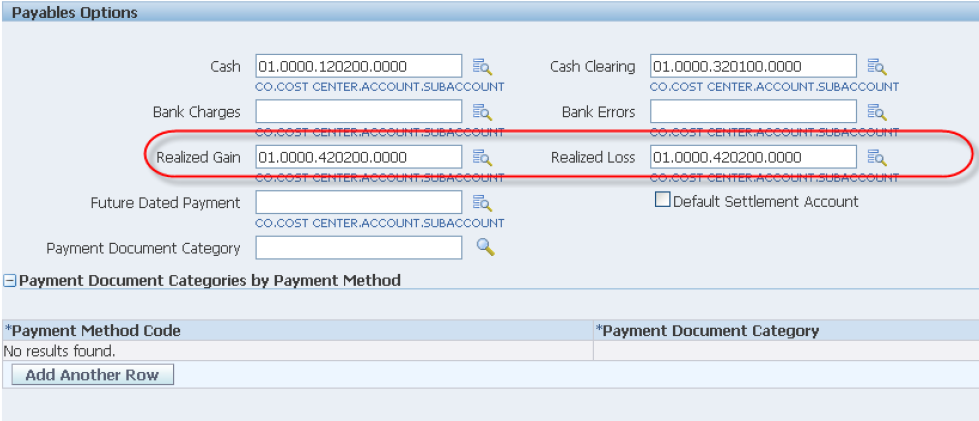 Payables Options
Cash 01.0000.120200.0000 Cash Clearing 01.0000.320100.0000
CO.COST CENTER.ACCOUNT.SUBACCOUNT CO.COST CENTER.ACCOUNT.SUBACCOUNT
Bank Charges Bank Errors
CO.COST CENTER.ACCOUNT.SUBACCOUNT CO.COST CENTER.ACCOUNT.SUBACCOUNT
Realized Gain 01.0000.420200.0000 Realized Loss 01.0000.420200.0000
CO.COST CENTER.ACCOUNT.SUBACCOUNT CO.COST CENTER.ACCOUNT.SUBACCOUNT
Future Dated Payment Default Settlement Account
CO.COST CENTER.ACCOUNT.SUBACCOUNT
Payment Document Category
Payment Document Categories by Payment Method
*Payment Method Code *Payment Document Category
No results found.
Add Another Row